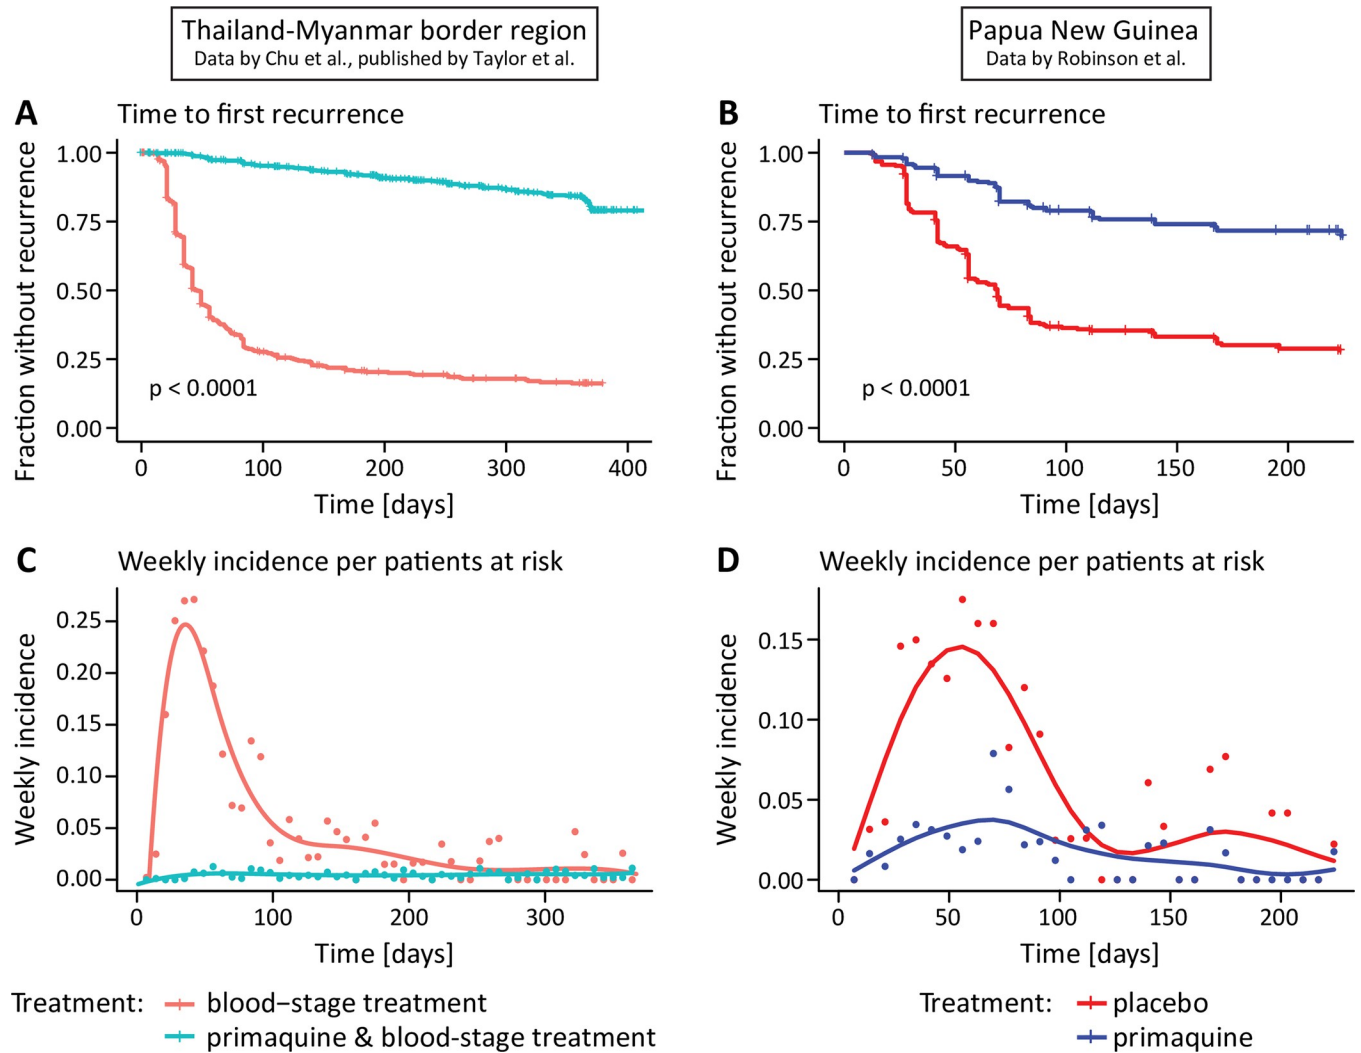 Thailand-Myanmar border region
Data by Chu et al., published by Taylor et al.
Papua New Guinea
Data by Robinson et al.
A
Time to first recurrence
Fraction without recurrence
1.00
0.75
0.50
0.25
0.00
p < 0.0001
0 100 200 300 400
Time [days]
B
Time to first recurrence
Fraction without recurrence
1.00
0.75
0.50
0.25
0.00
p < 0.0001
0 50 100 150 200
Time [days]
C
Weekly incidence per patients at risk
Weekly incidence
0.25
0.20
0.15
0.10
0.05
0.00
0 100 200 300
Time [days]
D
Weekly incidence per patients at risk
Weekly incidence
0.15
0.10
0.05
0.00
0 50 100 150 200
Time [days]
Treatment:
blood–stage treatment
primaquine & blood-stage treatment
Treatment:
placebo
primaquine